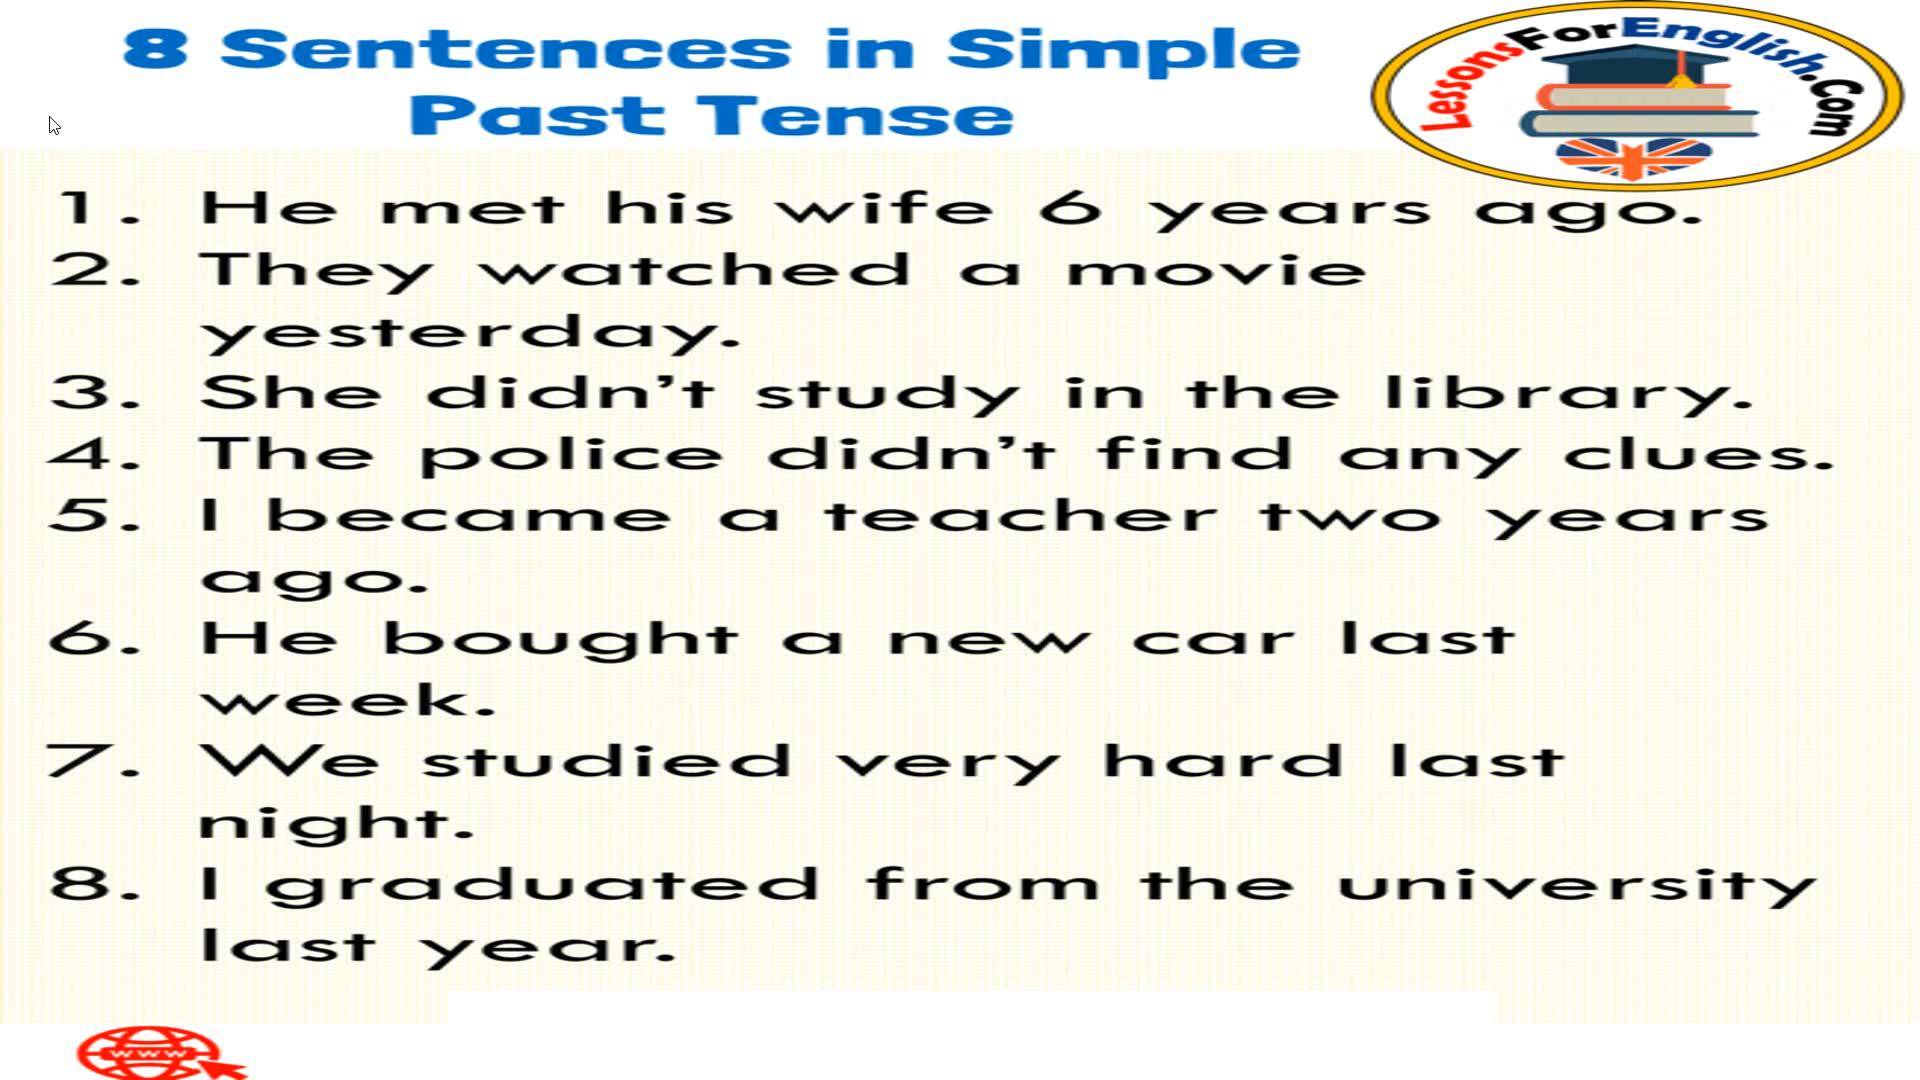 8 Sentences in Simple
Past Tense
LessonsForEnglish.Com
1. He met his wife 6 years ago.
2. They watched a movie
yesterday.
3. She didn’t study in the library.
4. The police didn’t find any clues.
5. I became a teacher two years
ago.
6. He bought a new car last
week.
7. We studied very hard last
night.
8. I graduated from the university
last year.
www